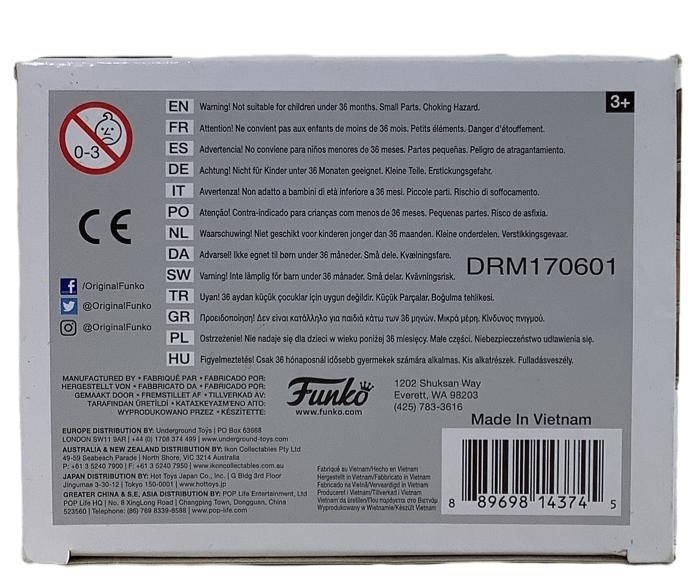 3+
0-3
EN Warning! Not suitable for children under 36 months. Small Parts. Choking Hazard.
FR Attention! Ne convient pas aux enfants de moins de 36 mois. Petits éléments. Danger d'étouffement.
ES Advertencia! No conviene para niños menores de 36 meses. Partes pequeñas. Peligro de atragantamiento.
DE Achtung! Nicht für Kinder unter 36 Monaten geeignet. Kleine Teile. Erstickungsgefahr.
IT Avvertenza! Non adatto a bambini di età inferiore a 36 mesi. Piccole parti. Rischio di soffocamento.
PO Atenção! Contra-indicado para crianças com menos de 36 meses. Pequenas partes. Risco de asfixia.
NL Waarschuwing! Niet geschikt voor kinderen jonger dan 36 maanden. Kleine onderdelen. Verstikkingsgevaar.
DA Advarsel! Ikke egnet til børn under 36 måneder. Små dele. Kvælningsfare.
SW Varning! Inte lämplig för barn under 36 månader. Små delar. Kvävningsrisk.
DRM170601
TR Uyarı! 36 aydan küçük çocuklar için uygun değildir. Küçük Parçalar. Boğulma tehlikesi.
GR Προειδοποίηση! Δεν είναι κατάλληλο για παιδιά κάτω των 36 μηνών. Μικρά μέρη. Κίνδυνος πνιγμού.
PL Ostrzeżenie! Nie nadaje się dla dzieci w wieku poniżej 36 miesięcy. Małe części. Niebezpieczeństwo udławienia się.
HU Figyelmeztetés! Csak 36 hónaposnál idősebb gyermekek számára alkalmas. Kis alkatrészek. Fulladásveszély.
CE
/OriginalFunko
@OriginalFunko
@OriginalFunko
MANUFACTURED BY • FABRIQUÉ PAR • FABRICADO POR:
HERGESTELLT VON • FABBRICATO DA • FABRICADO POR:
GEMAAKT DOOR • FREMSTILLET AF • TILLVERKAD AV:
TARAFINDAN ÜRETİLDİ • ΚΑΤΑΣΚΕΥΑΣΜΕΝΟ ΑΠΟ:
WYPRODUKOWANO PRZEZ • KÉSZÍTETTE:
Funko
www.funko.com
1202 Shuksan Way
Everett, WA 98203
(425) 783-3616
Made In Vietnam
EUROPE DISTRIBUTION BY: Underground Toys | PO Box 63668
LONDON SW11 9AR | +44 (0) 1708 374 499 | www.underground-toys.com
AUSTRALIA & NEW ZEALAND DISTRIBUTION BY: Ikon Collectables Pty Ltd
49-59 Seabeach Parade | North Shore, VIC 3214 Australia
P: +61 3 5240 7900 | F: +61 3 5240 7950 | www.ikoncollectables.com.au
JAPAN DISTRIBUTION BY: Hot Toys Japan Co., Inc. | G Bldg 3rd Floor
Jingumae 3-30-12 | Tokyo 150-0001 | www.hottoys.jp
GREATER CHINA & S.E, ASIA DISTRIBUTION BY: POP Life Entertainment, Ltd
POP Life HQ | No. 8 XingLong Road | Changping Town, Dongguan, China
523560 | Telephone: (86) 769 8339-8588 | www.pop-life.com
Fabriqué au Vietnam/Hecho en Vietnam
Hergestellt in Vietnam/Fabbricato in Vietnam
Fabricado na Vietnã/Vervaardigd in Vietnam
Produceret i Vietnam/Tillverkad i Vietnam
Vietnam'da üretilen/Που παράγεται στο Βιετνάμ
Wyprodukowany w Wietnamie/Készült Vietnam
8 89698 14374 5